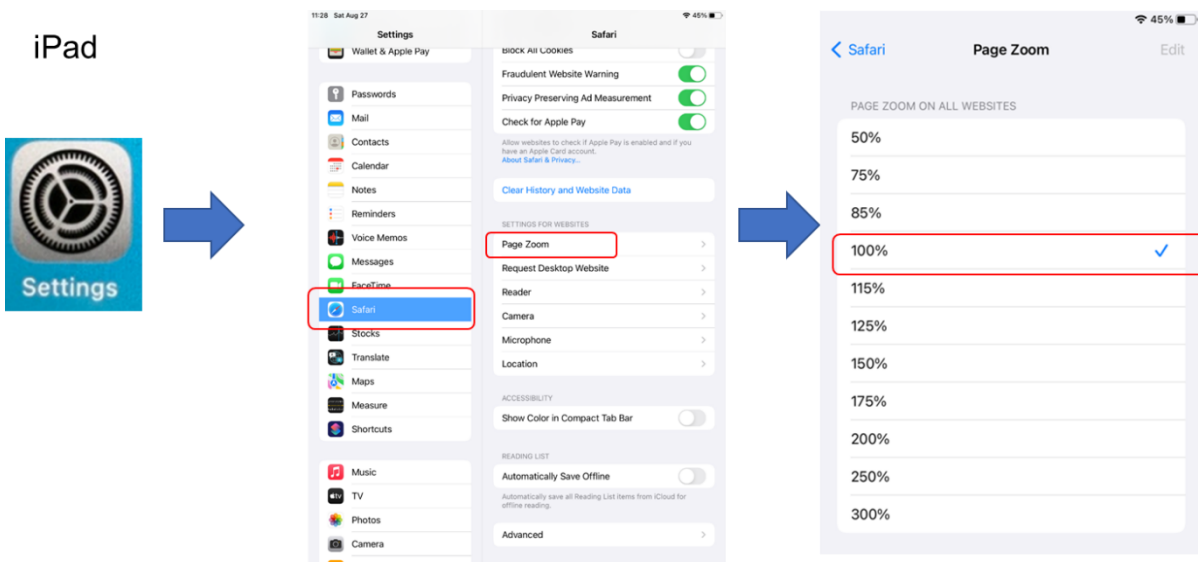 iPad
Settings
11:28 Sat Aug 27
45%
Settings
Wallet & Apple Pay
Passwords
Mail
Contacts
Calendar
Notes
Reminders
Voice Memos
Messages
FaceTime
Safari
Stocks
Translate
Maps
Measure
Shortcuts
Music
tv
TV
Photos
Camera
Safari
Block All Cookies
Fraudulent Website Warning
Privacy Preserving Ad Measurement
Check for Apple Pay
Allow websites to check if Apple Pay is enabled and if you
have an Apple Card account.
About Safari & Privacy...
Clear History and Website Data
SETTINGS FOR WEBSITES
Page Zoom
Request Desktop Website
Reader
Camera
Microphone
Location
ACCESSIBILITY
Show Color in Compact Tab Bar
READING LIST
Automatically Save Offline
Automatically save all Reading List items from iCloud for
offline reading.
Advanced
45%
Safari
Page Zoom
Edit
PAGE ZOOM ON ALL WEBSITES
50%
75%
85%
100%
115%
125%
150%
175%
200%
250%
300%